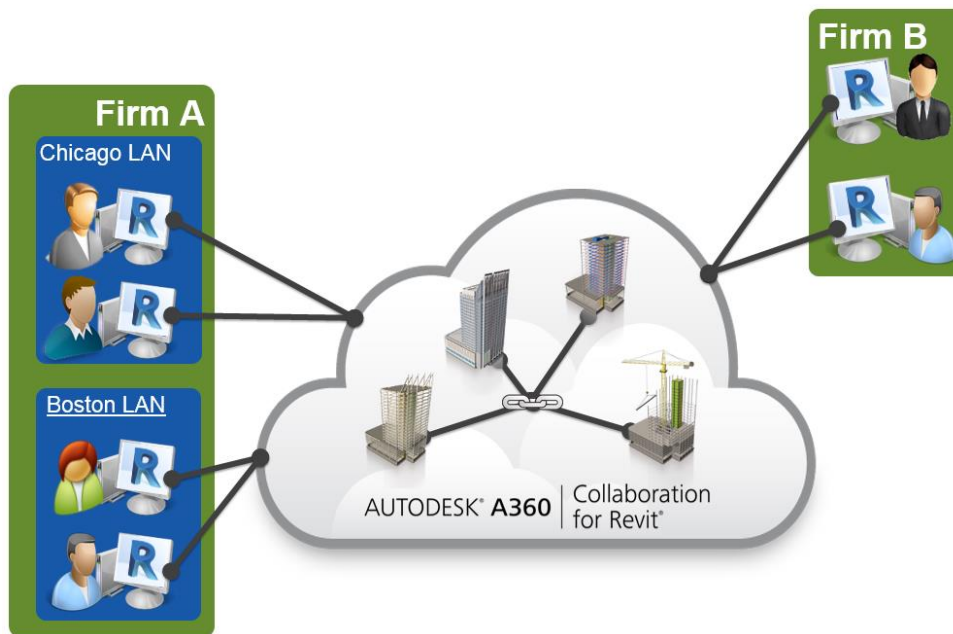 Firm A
Chicago LAN
R
R
Boston LAN
R
R
Firm B
R
R
AUTODESK® A360 | Collaboration
for Revit®